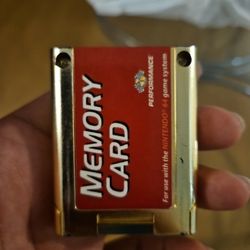 MEMORY
CARD
PERFORMANCE
For use with the NINTENDO 64 game system